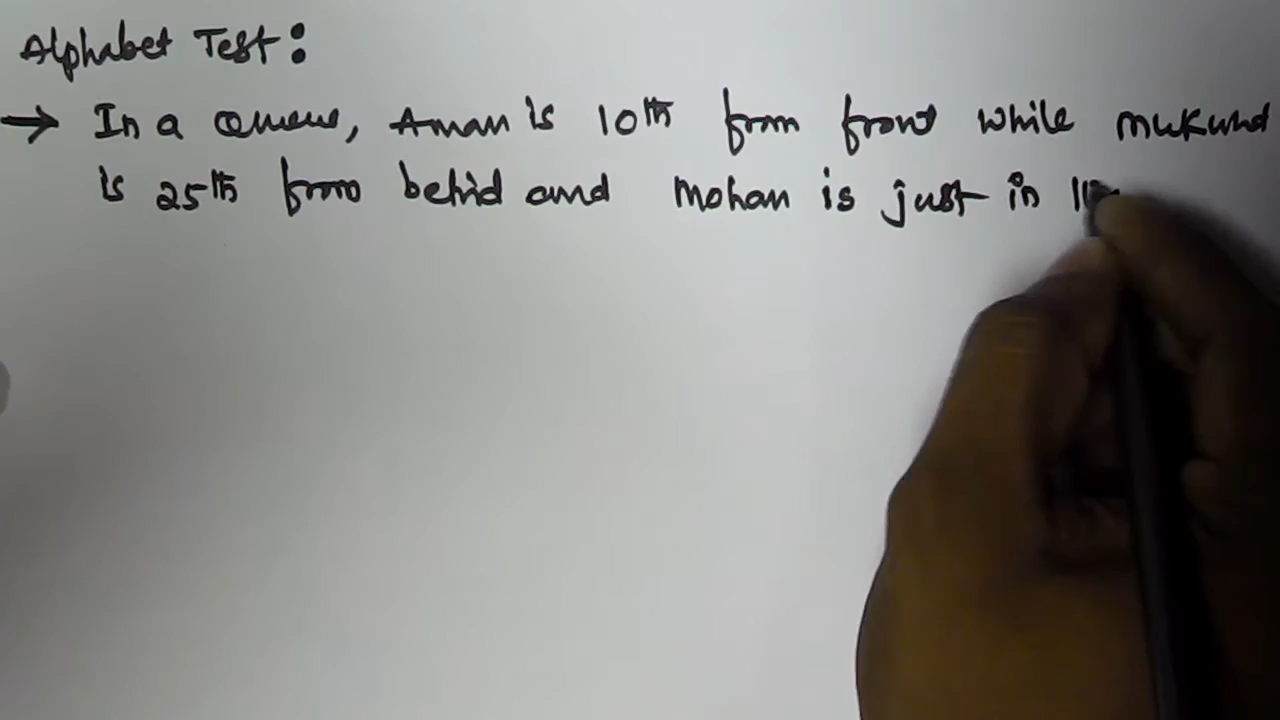 Alphabet Test:
→ In a queue, Aman is 10th from front while mukund
is 25th from behid and Mohan is just in